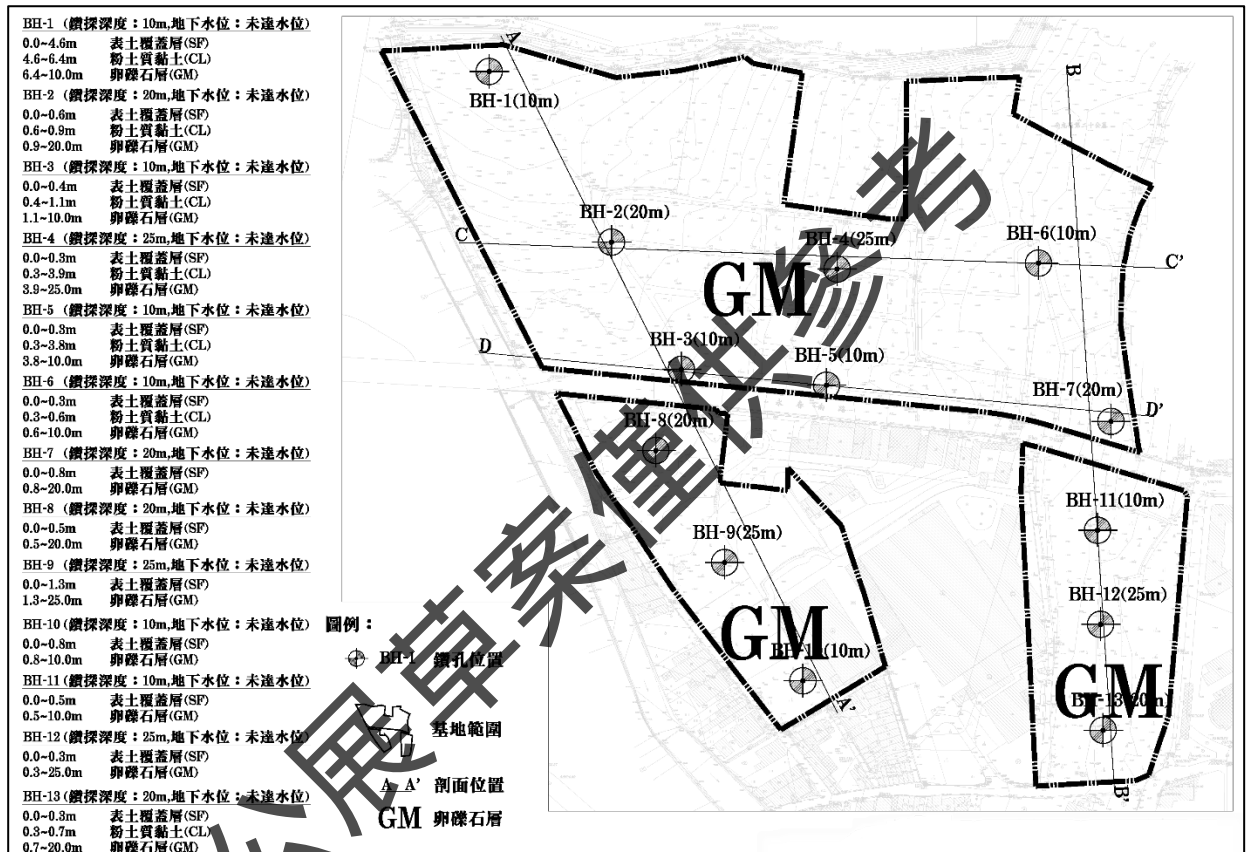 BH-1 (鑽探深度：10m,地下水位：未達水位)
0.0~4.6m 表土覆蓋層(SF)
4.6~6.4m 粉土質黏土(CL)
6.4~10.0m 卵礫石層(GM)
BH-2 (鑽探深度：20m,地下水位：未達水位)
0.0~0.6m 表土覆蓋層(SF)
0.6~0.9m 粉土質黏土(CL)
0.9~20.0m 卵礫石層(GM)
BH-3 (鑽探深度：10m,地下水位：未達水位)
0.0~0.4m 表土覆蓋層(SF)
0.4~1.1m 粉土質黏土(CL)
1.1~10.0m 卵礫石層(GM)
BH-4 (鑽探深度：25m,地下水位：未達水位)
0.0~0.3m 表土覆蓋層(SF)
0.3~3.9m 粉土質黏土(CL)
3.9~25.0m 卵礫石層(GM)
BH-5 (鑽探深度：10m,地下水位：未達水位)
0.0~0.3m 表土覆蓋層(SF)
0.3~3.8m 粉土質黏土(CL)
3.8~10.0m 卵礫石層(GM)
BH-6 (鑽探深度：10m,地下水位：未達水位)
0.0~0.3m 表土覆蓋層(SF)
0.3~0.6m 粉土質黏土(CL)
0.6~10.0m 卵礫石層(GM)
BH-7 (鑽探深度：20m,地下水位：未達水位)
0.0~0.8m 表土覆蓋層(SF)
0.8~20.0m 卵礫石層(GM)
BH-8 (鑽探深度：20m,地下水位：未達水位)
0.0~0.5m 表土覆蓋層(SF)
0.5~20.0m 卵礫石層(GM)
BH-9 (鑽探深度：25m,地下水位：未達水位)
0.0~1.3m 表土覆蓋層(SF)
1.3~25.0m 卵礫石層(GM)
BH-10(鑽探深度：10m,地下水位：未達水位)
0.0~0.8m 表土覆蓋層(SF)
0.8~10.0m 卵礫石層(GM)
BH-11(鑽探深度：10m,地下水位：未達水位)
0.0~0.5m 表土覆蓋層(SF)
0.5~10.0m 卵礫石層(GM)
BH-12(鑽探深度：25m,地下水位：未達水位)
0.0~0.3m 表土覆蓋層(SF)
0.3~25.0m 卵礫石層(GM)
BH-13(鑽探深度：20m,地下水位：未達水位)
0.0~0.3m 表土覆蓋層(SF)
0.3~0.7m 粉土質黏土(CL)
0.7~20.0m 卵礫石層(GM)
圖例：
BH-1 鑽孔位置
基地範圍
A A' 剖面位置
GM 卵礫石層
A
BH-1(10m)
B
BH-2(20m)
C
BH-4(25m)
BH-6(10m)
C'
GM
BH-3(10m)
D
BH-5(10m)
BH-7(20m)
D'
BH-8(20m)
BH-11(10m)
BH-9(25m)
BH-12(25m)
GM
BH-10(10m)
A'
GM
BH-13(20m)
B'
公展草案僅供參考